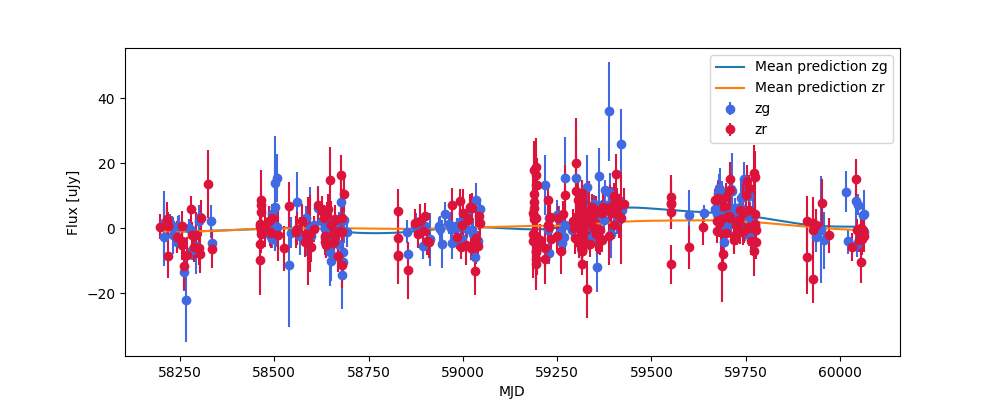 Mean prediction zg
Mean prediction zr
zg
zr
Flux [uJy]
40
20
0
−20
58250
58500
58750
59000
59250
59500
59750
60000
MJD